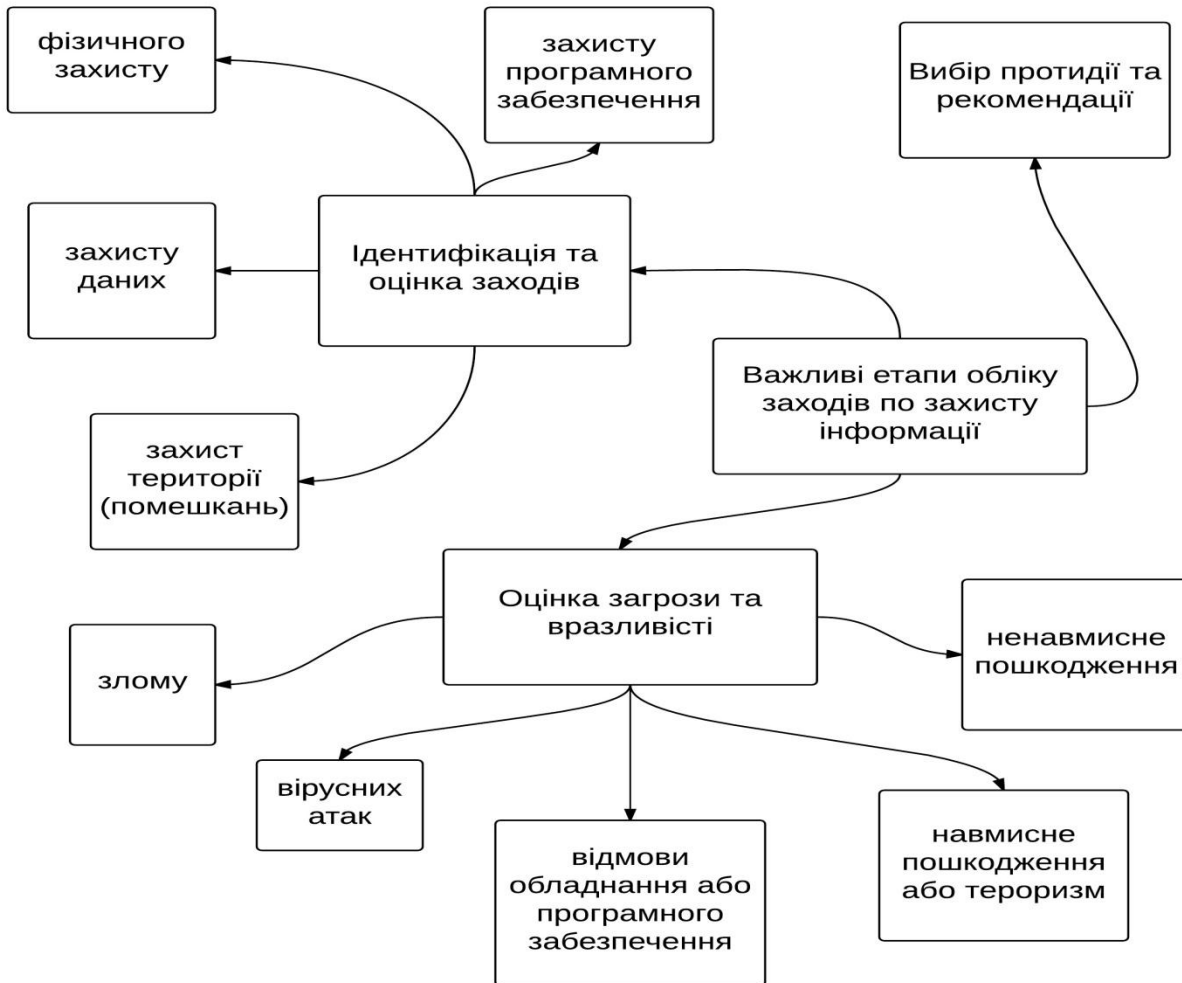 фізичного
захисту
захисту
програмного
забезпечення
Вибір протидії та
рекомендації
захисту
даних
Ідентифікація та
оцінка заходів
Важливі етапи обліку
заходів по захисту
інформації
захист
території
(помешкань)
Оцінка загрози та
вразливісті
ненавмисне
пошкодження
злому
вірусних
атак
відмови
обладнання або
програмного
забезпечення
навмисне
пошкодження
або тероризм